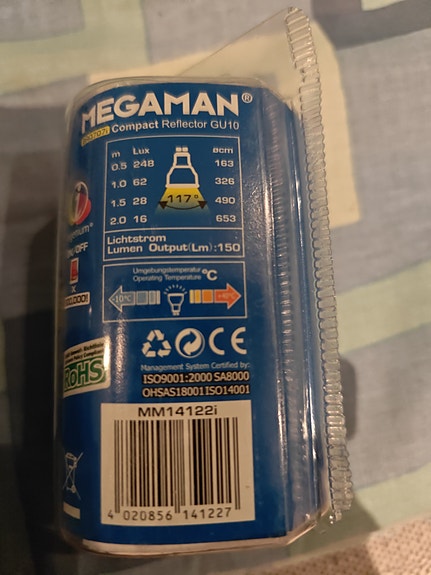 MEGAMAN®
Compact Reflector GU10
m Lux øcm
0.5 248 163
1.0 62 326
1.5 28 490
2.0 16 653
117°
Lichtstrom
Lumen Output(Lm):150
Umgebungstemperatur
Operating Temperature °C
-10°C +40°C
CE
Management System Certified by:
ISO9001:2000 SA8000
OHSAS18001 ISO14001
RoHS
MM14122i
4 020856 141227